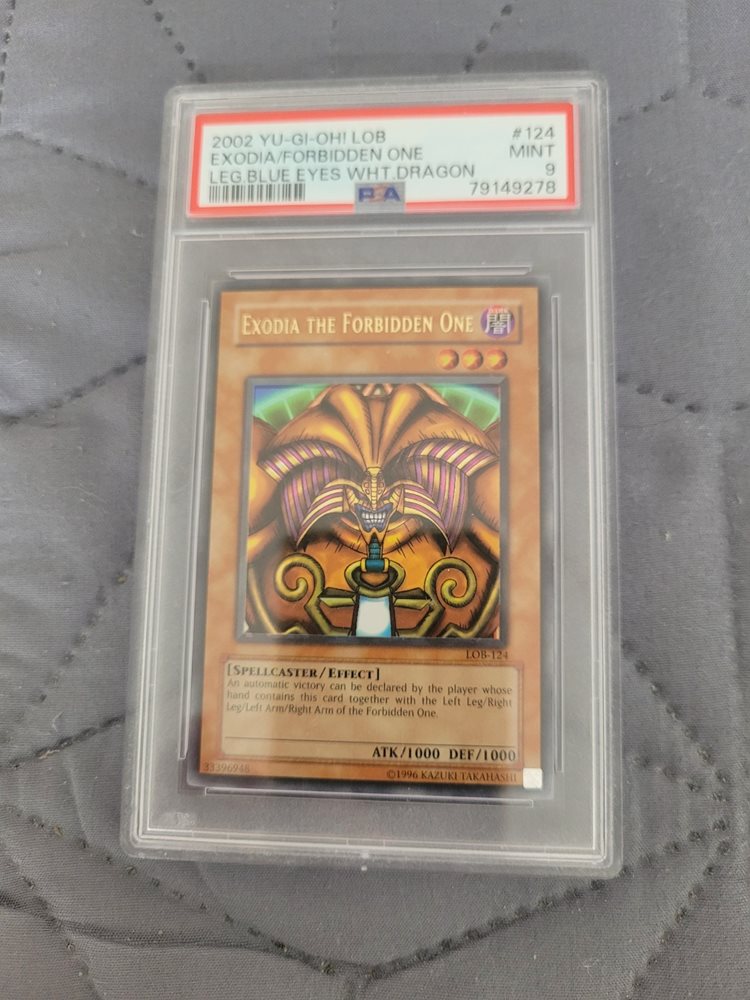 2002 YU-GI-OH! LOB #124
EXODIA/FORBIDDEN ONE MINT
LEG.BLUE EYES WHT.DRAGON 9
PSA 79149278
EXODIA THE FORBIDDEN ONE 闇
LOB-124
[SPELLCASTER/EFFECT]
An automatic victory can be declared by the player whose
hand contains this card together with the Left Leg/Right
Leg/Left Arm/Right Arm of the Forbidden One.
ATK/1000 DEF/1000
33396948 ©1996 KAZUKI TAKAHASHI